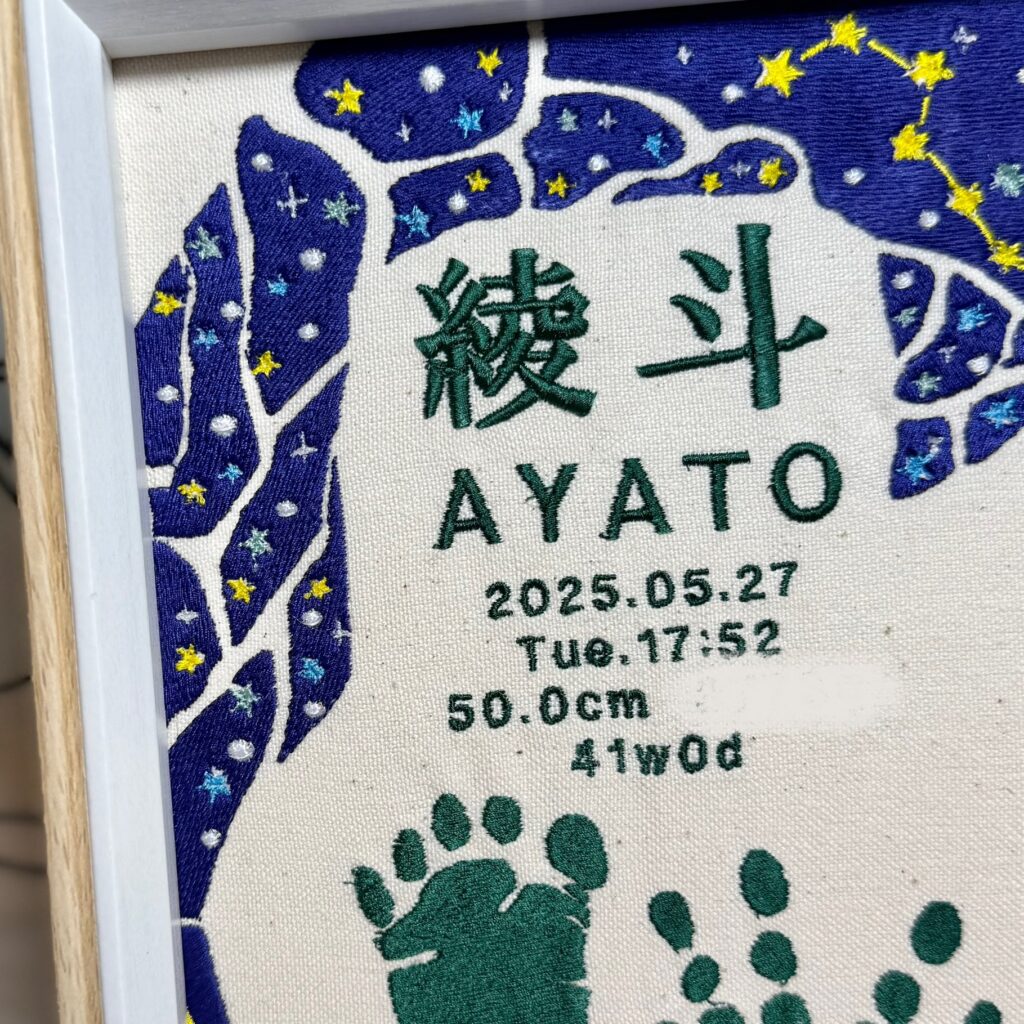 綾斗
AYATO
2025.05.27
Tue.17:52
50.0cm
41w0d